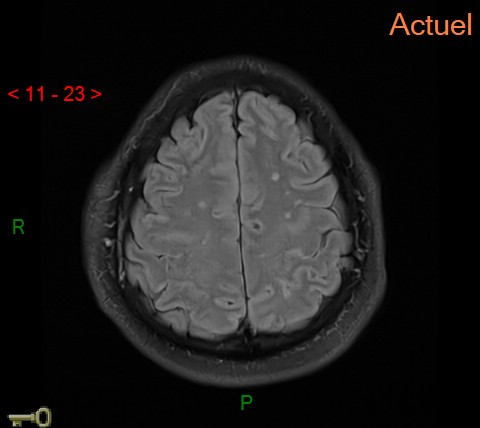 Actuel
< 11 - 23 >
R
P